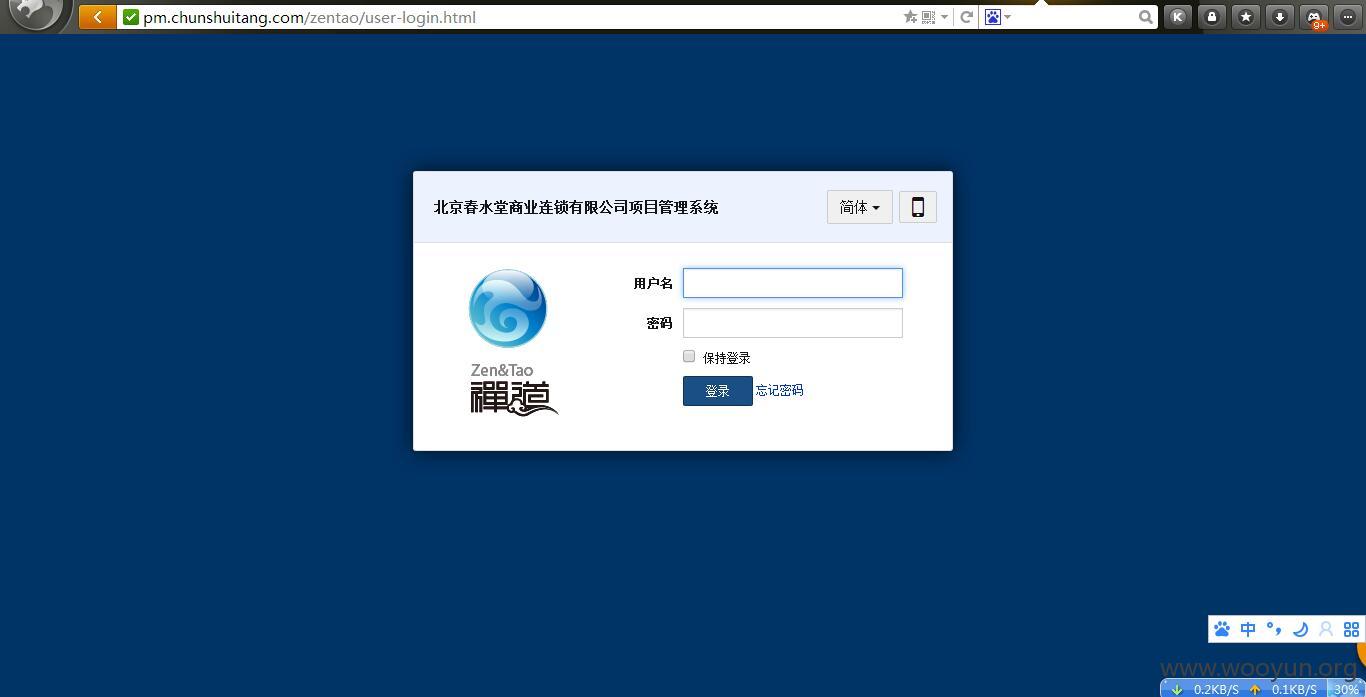 pm.chunshuitang.com/zentao/user-login.html
K
9+
北京春水堂商业连锁有限公司项目管理系统
简体
用户名
密码
保持登录
登录 忘记密码
Zen&Tao
禪道
中
www.wooyun.org
0.2KB/S 0.1KB/S 30%